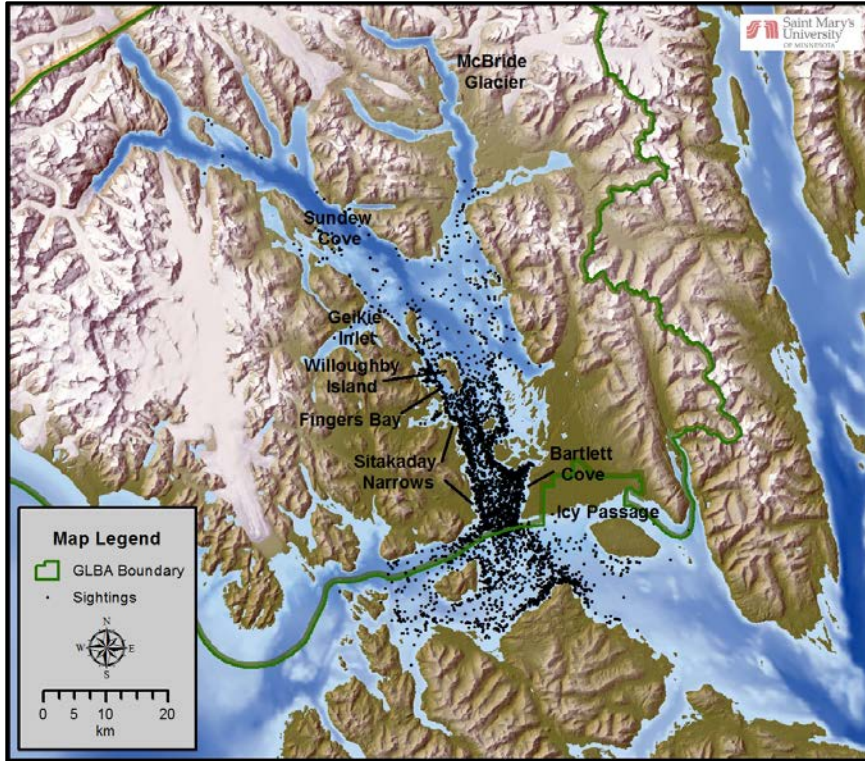 Saint Mary's
University
OF MINNESOTA
McBride
Glacier
Sundew
Cove
Geikie
Inlet
Willoughby
Island
Fingers Bay
Sitakaday
Narrows
Bartlett
Cove
Icy Passage
Map Legend
GLBA Boundary
Sightings
N
W E
S
0 5 10 20
km